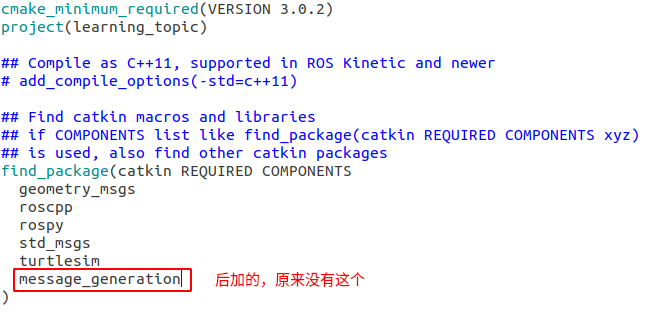 cmake_minimum_required(VERSION 3.0.2)
project(learning_topic)

## Compile as C++11, supported in ROS Kinetic and newer
# add_compile_options(-std=c++11)

## Find catkin macros and libraries
## if COMPONENTS list like find_package(catkin REQUIRED COMPONENTS xyz)
## is used, also find other catkin packages
find_package(catkin REQUIRED COMPONENTS
  geometry_msgs
  roscpp
  rospy
  std_msgs
  turtlesim
  message_generation 后加的，原来没有这个
)